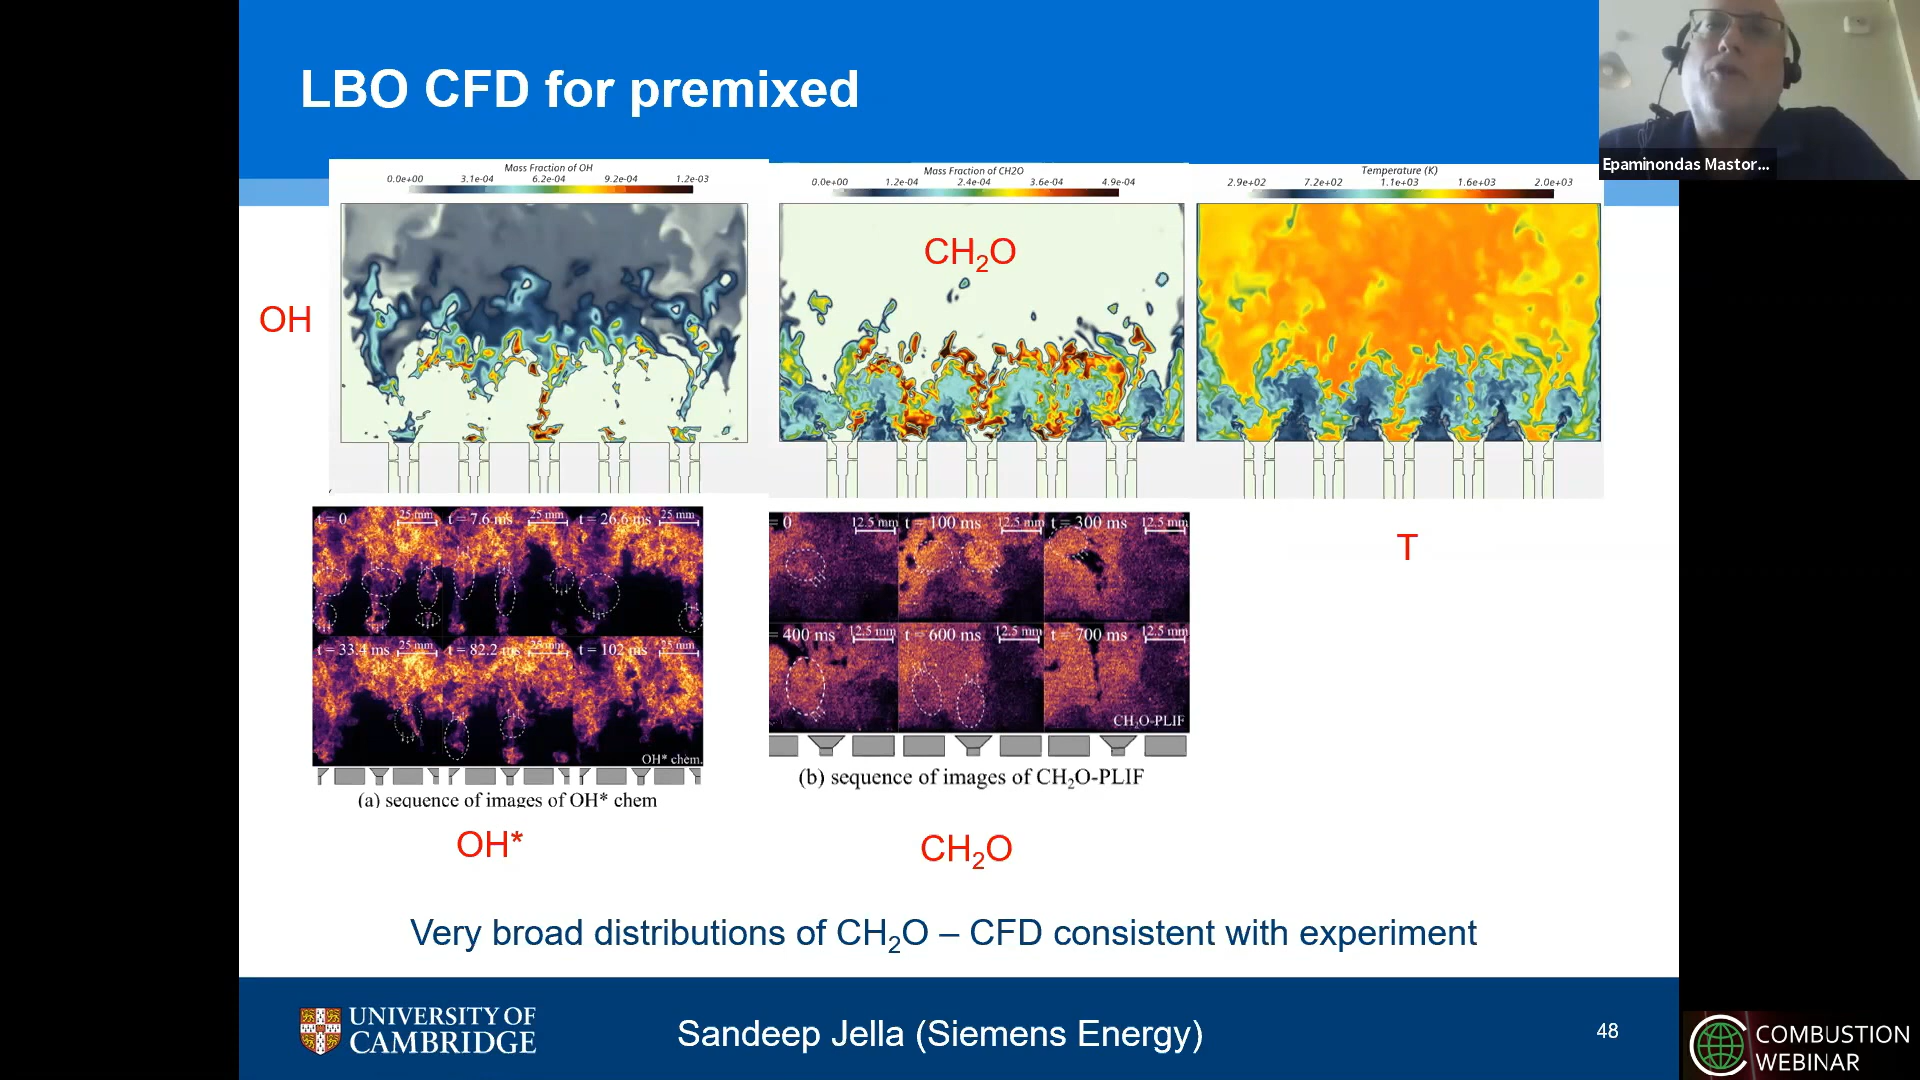 LBO CFD for premixed
Epaminondas Mastor...
Mass Fraction of OH
0.0e+00 3.1e-04 6.2e-04 9.2e-04 1.2e-03
Mass Fraction of CH2O
0.0e+00 1.2e-04 2.4e-04 3.6e-04 4.9e-04
Temperature (K)
2.9e+02 7.2e+02 1.1e+03 1.6e+03 2.0e+03
OH
CH₂O
t = 0 25 mm t = 7.6 ms 25 mm t = 26.6 ms 25 mm
t = 33.4 ms 25 mm t = 82.2 ms 25 mm t = 102 ms 25 mm
OH* chem.
(a) sequence of images of OH* chem
= 0 12.5 mm t = 100 ms 12.5 mm t = 300 ms 12.5 mm
= 400 ms 12.5 mm t = 600 ms 12.5 mm t = 700 ms 12.5 mm
CH₂O-PLIF
(b) sequence of images of CH₂O-PLIF
T
OH*
CH₂O
Very broad distributions of CH₂O – CFD consistent with experiment
UNIVERSITY OF
CAMBRIDGE
Sandeep Jella (Siemens Energy)
48
COMBUSTION
WEBINAR